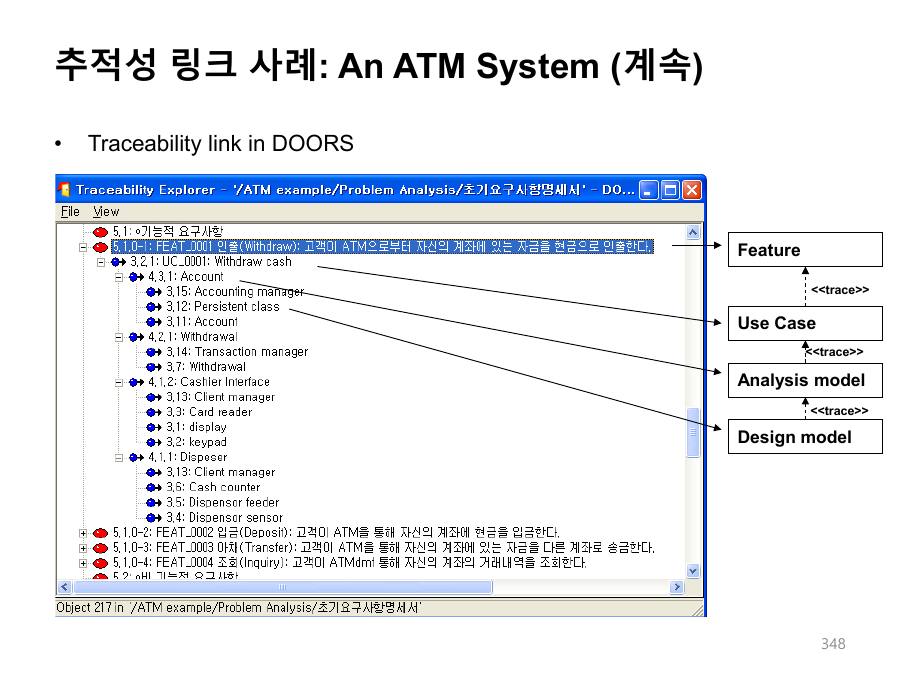 추적성 링크 사례: An ATM System (계속)
• Traceability link in DOORS
Traceability Explorer - '/ATM example/Problem Analysis/초기요구사항명세서' - DO...
File View
5.1: ㅇ기능적 요구사항
5.1.0-1: FEAT_0001 인출(Withdraw): 고객이 ATM으로부터 자신의 계좌에 있는 자금을 현금으로 인출한다.
3.2.1: UC_0001: Withdraw cash
4.3.1: Account
3.15: Accounting manager
3.12: Persistent class
3.11: Account
4.2.1: Withdrawal
3.14: Transaction manager
3.7: Withdrawal
4.1.2: Cashier Interface
3.13: Client manager
3.3: Card reader
3.1: display
3.2: keypad
4.1.1: Disposer
3.13: Client manager
3.6: Cash counter
3.5: Dispensor feeder
3.4: Dispensor sensor
5.1.0-2: FEAT_0002 입금(Deposit): 고객이 ATM을 통해 자신의 계좌에 현금을 입금한다.
5.1.0-3: FEAT_0003 이체(Transfer): 고객이 ATM을 통해 자신의 계좌에 있는 자금을 다른 계좌로 송금한다.
5.1.0-4: FEAT_0004 조회(Inquiry): 고객이 ATMdmf 통해 자신의 계좌의 거래내역을 조회한다.
5.2: ㅇ비 기능적 요구사항
Object 217 in '/ATM example/Problem Analysis/초기요구사항명세서'
Feature
<<trace>>
Use Case
<<trace>>
Analysis model
<<trace>>
Design model
348